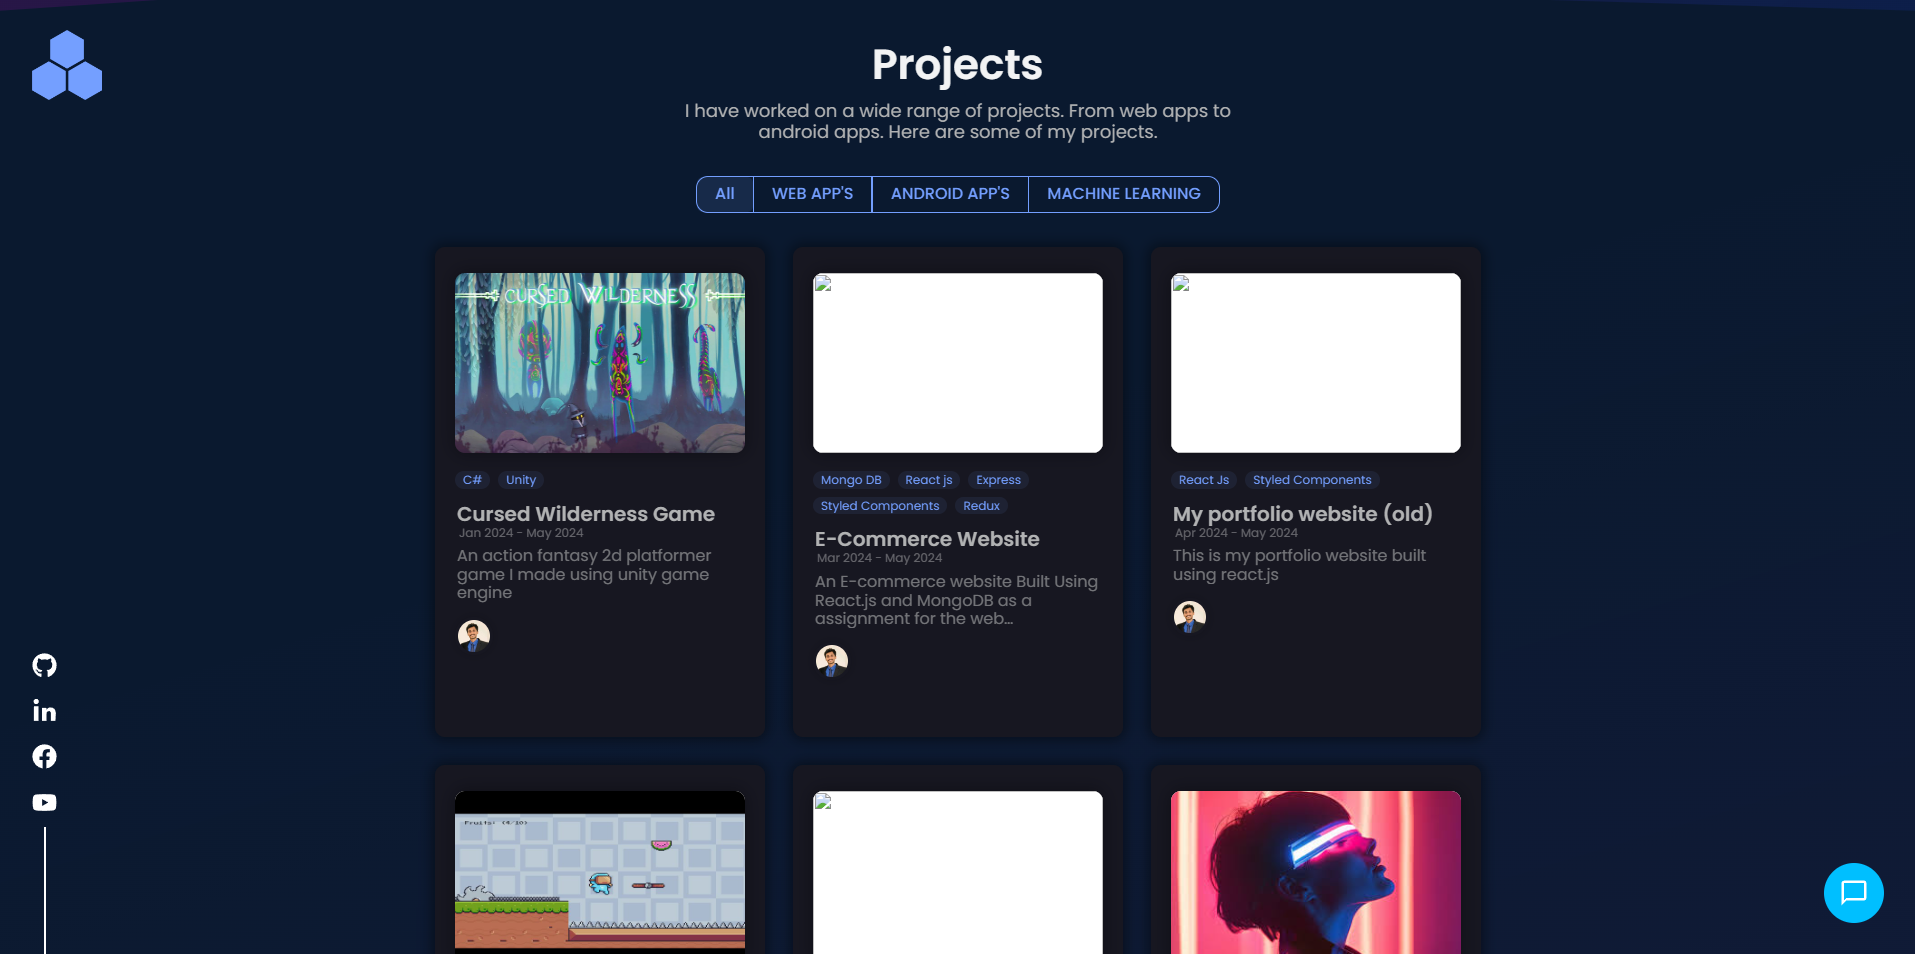 Projects
I have worked on a wide range of projects. From web apps to
android apps. Here are some of my projects.
All
WEB APP'S
ANDROID APP'S
MACHINE LEARNING
CURSED WILDERNESS
C#
Unity
Cursed Wilderness Game
Jan 2024 - May 2024
An action fantasy 2d platformer
game I made using unity game
engine
Mongo DB
React js
Express
Styled Components
Redux
E-Commerce Website
Mar 2024 - May 2024
An E-commerce website Built Using
React.js and MongoDB as a
assignment for the web...
React Js
Styled Components
My portfolio website (old)
Apr 2024 - May 2024
This is my portfolio website built
using react.js
Fruits: (4/10)